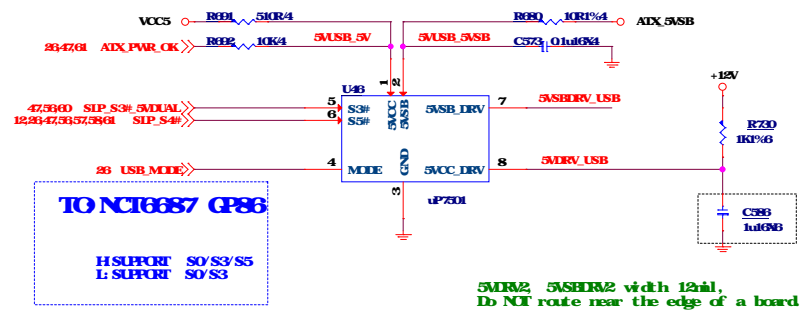 VCC5 R691 510R/4 R680 10R1%4 ATX_5VSB
26,47,61 ATX_PWR_OK R692 10K/4 5VUSB_5V 5VUSB_5VSB C573 0.1u16X4
+12V
1 2
U46
47,56,60 SLP_S3#_5VDUAL 5 S3# 5VCC 5VSB 5VSB_DRV 7 5VSBDRV_USB
12,26,47,56,57,58,61 SLP_S4# 6 S5#
R730
1K1%6
26 USB_MODE 4 MODE GND 5VCC_DRV 8 5VDRV_USB
3
uP7501
TO NCT6687 GP86
C586
1u16X6
H: SUPPORT S0/S3/S5
L: SUPPORT S0/S3
5VDRV2, 5VSBDRV2 width 12mil,
Do NOT route near the edge of a board.